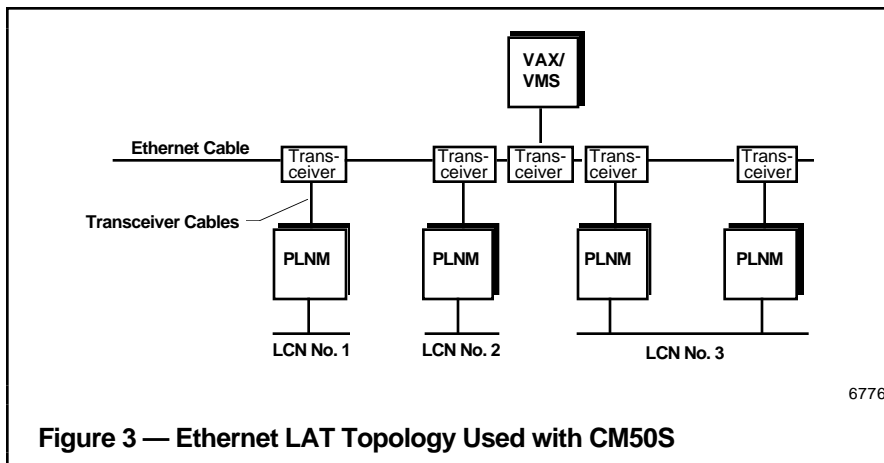 VAX/
VMS
Ethernet Cable
Trans-
ceiver
Trans-
ceiver
Trans-
ceiver
Trans-
ceiver
Trans-
ceiver
Transceiver Cables
PLNM
PLNM
PLNM
PLNM
LCN No. 1
LCN No. 2
LCN No. 3
6776
Figure 3 — Ethernet LAT Topology Used with CM50S